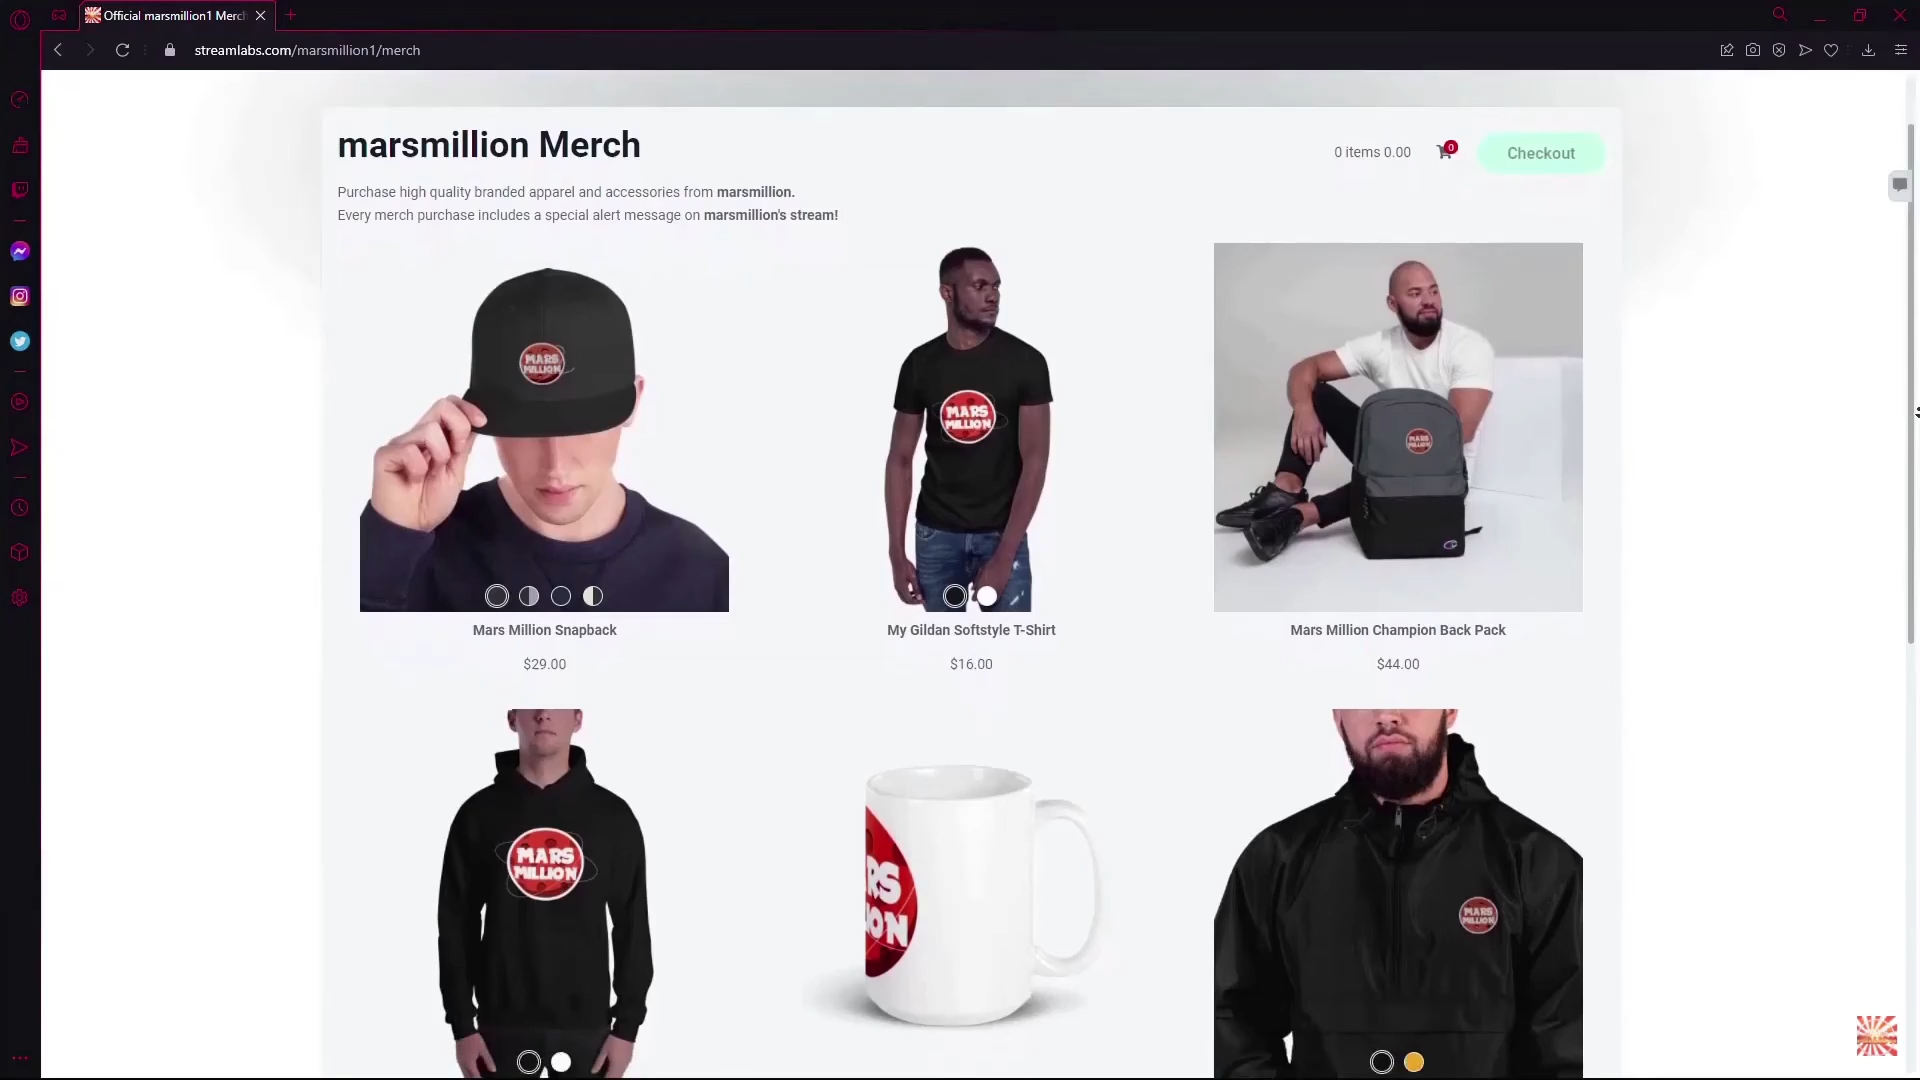 Official marsmillion1 Merch
streamlabs.com/marsmillion1/merch
marsmillion Merch
0 items 0.00
0
Checkout
Purchase high quality branded apparel and accessories from marsmillion.
Every merch purchase includes a special alert message on marsmillion's stream!
MARS
MILLION
MARS
MILLION
MARS
MILLION
Mars Million Snapback
My Gildan Softstyle T-Shirt
Mars Million Champion Back Pack
$29.00
$16.00
$44.00
MARS
MILLION
RS
ION
MARS
MILLION